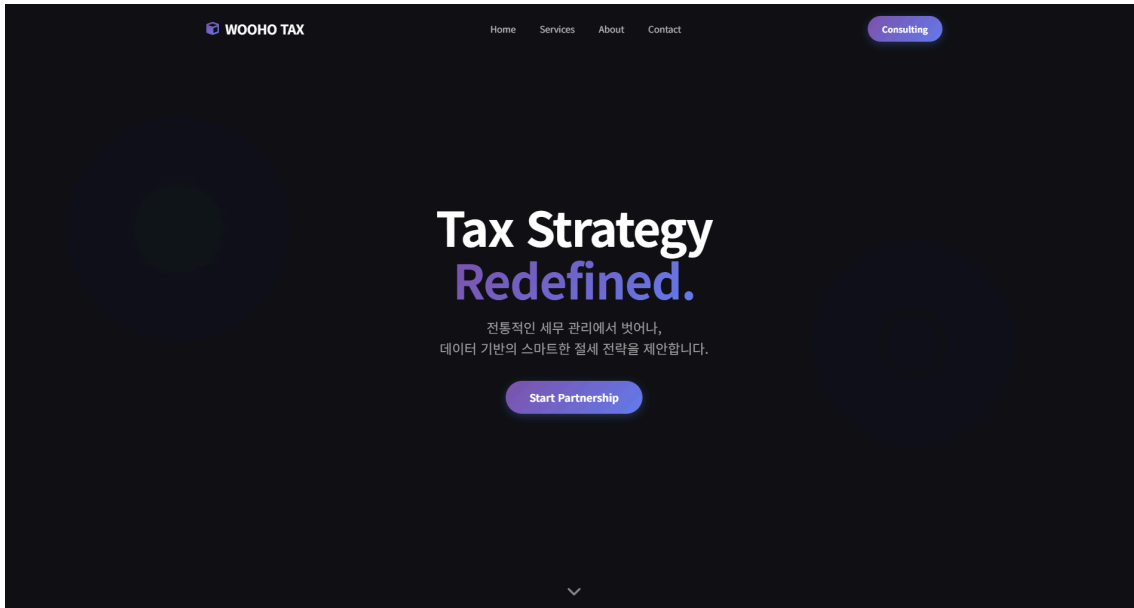 WOOHO TAX
Home
Services
About
Contact
Consulting
Tax Strategy
Redefined.
전통적인 세무 관리에서 벗어나,
데이터 기반의 스마트한 절세 전략을 제안합니다.
Start Partnership